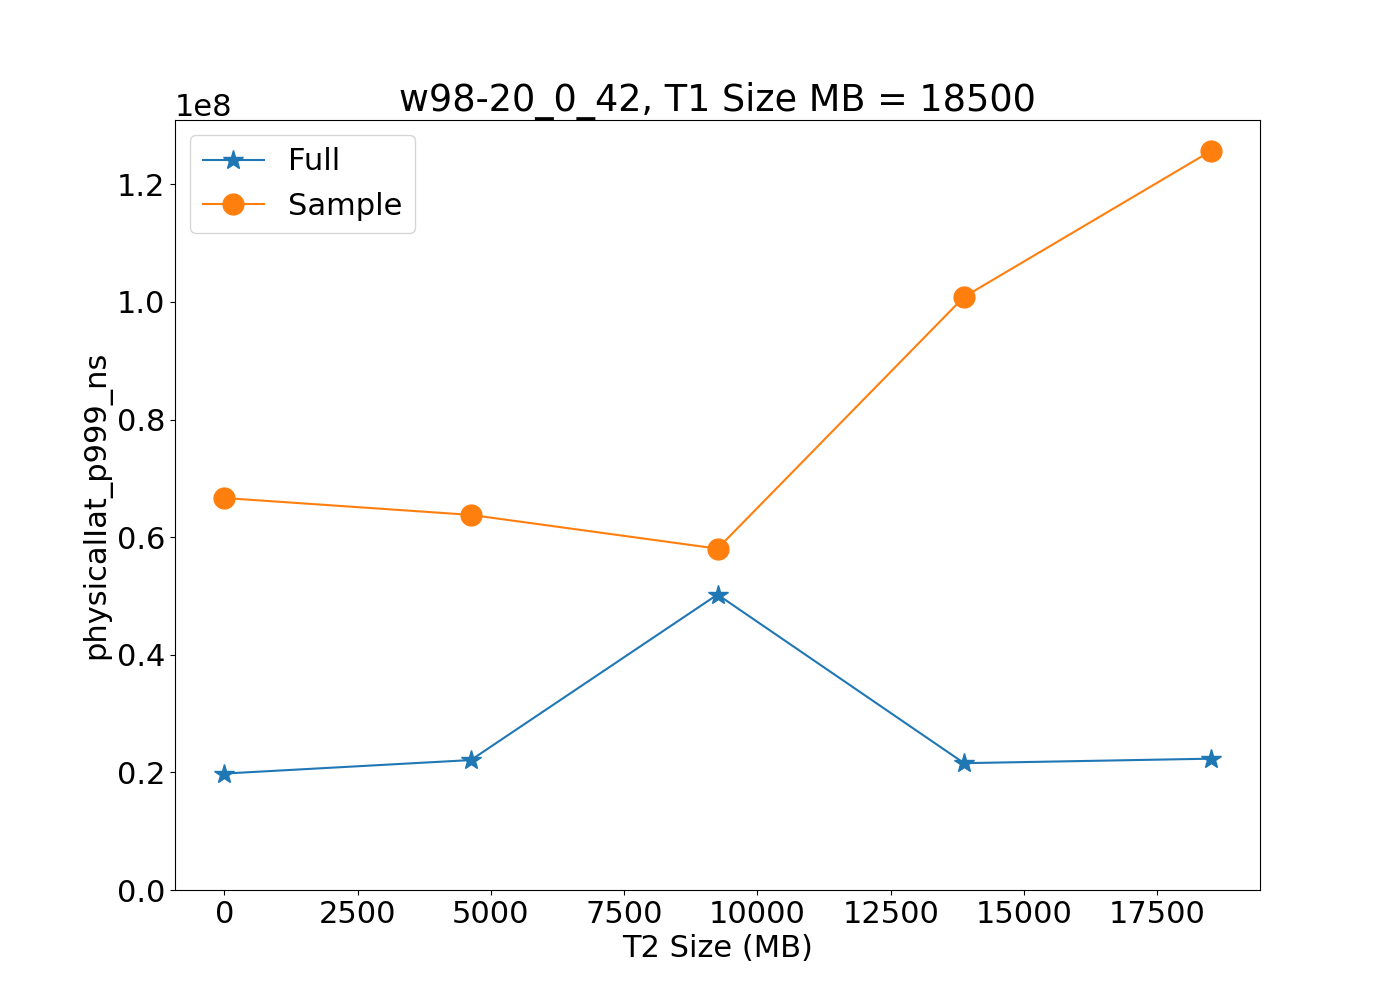 w98-20_0_42, T1 Size MB = 18500
1e8
Full
Sample
1.2
1.0
0.8
0.6
0.4
0.2
0.0
physicallat_p999_ns
0 2500 5000 7500 10000 12500 15000 17500
T2 Size (MB)